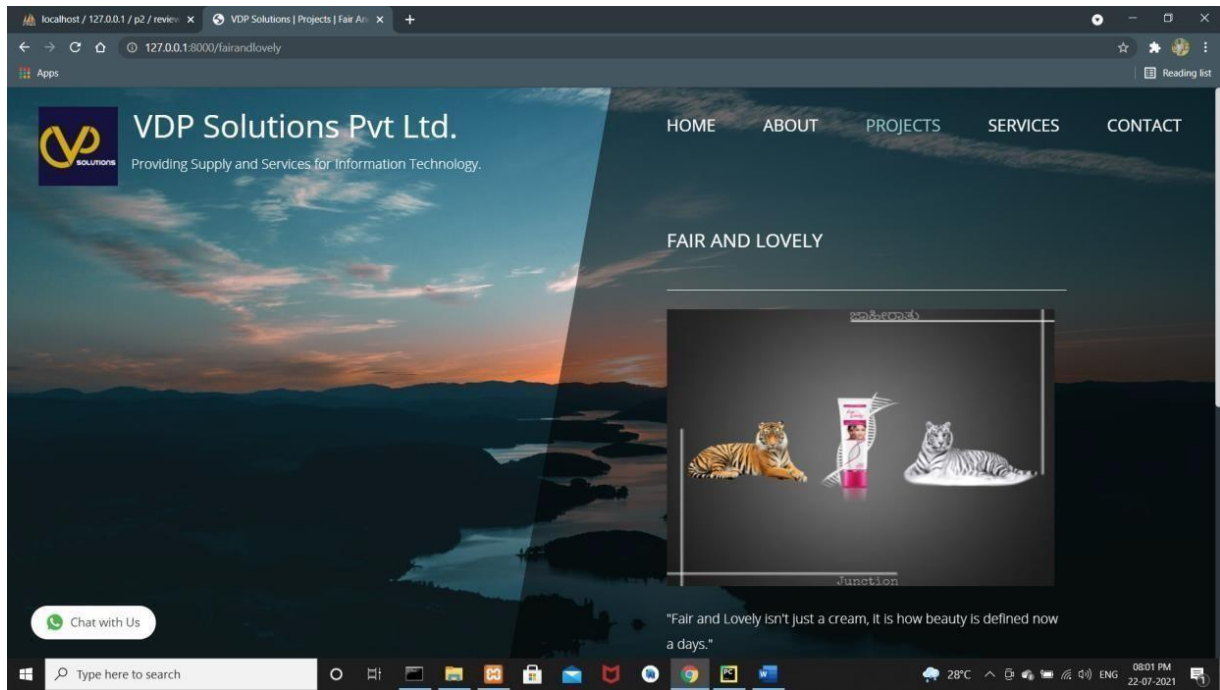 localhost / 127.0.0.1 / p2 / review
VDP Solutions | Projects | Fair An
127.0.0.1:8000/fairandlovely
Apps
Reading list
SOLUTIONS
VDP Solutions Pvt Ltd.
Providing Supply and Services for Information Technology.
HOME ABOUT PROJECTS SERVICES CONTACT
FAIR AND LOVELY
ಜಾಹೀರಾತು
Junction
"Fair and Lovely isn't just a cream, it is how beauty is defined now
a days."
Chat with Us
Type here to search
28°C
ENG
08:01 PM
22-07-2021